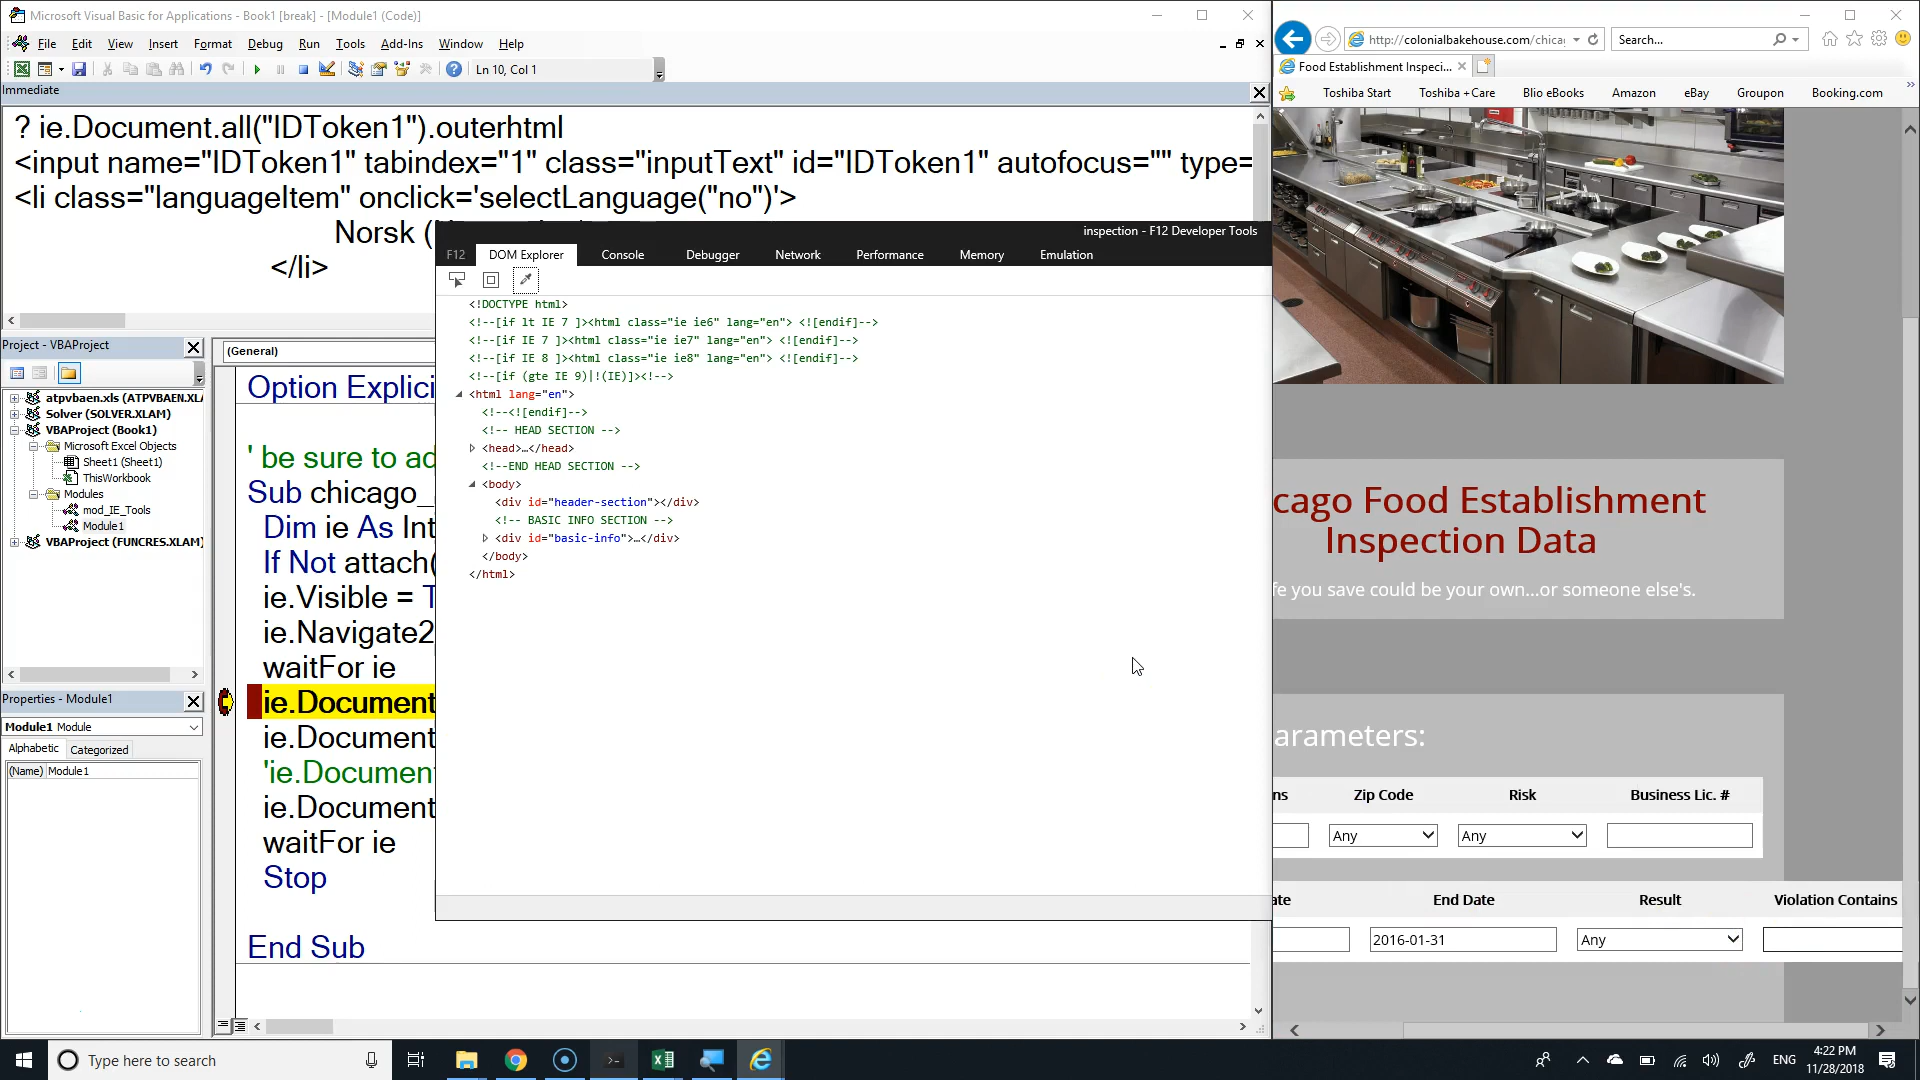 Microsoft Visual Basic for Applications - Book1 [break] - [Module1 (Code)]
File Edit View Insert Format Debug Run Tools Add-Ins Window Help
Ln 10, Col 1
Immediate
? ie.Document.all("IDToken1").outerhtml
<input name="IDToken1" tabindex="1" class="inputText" id="IDToken1" autofocus="" type=
<li class="languageItem" onclick='selectLanguage("no")'>
Norsk (
</li>
Project - VBAProject
atpvbaen.xls (ATPVBAEN.XLA
Solver (SOLVER.XLAM)
VBAProject (Book1)
Microsoft Excel Objects
Sheet1 (Sheet1)
ThisWorkbook
Modules
mod_IE_Tools
Module1
VBAProject (FUNCRES.XLAM)
Properties - Module1
Module1 Module
Alphabetic Categorized
(Name) Module1
(General)
Option Explici
' be sure to ad
Sub chicago_
Dim ie As Int
If Not attach(
ie.Visible = T
ie.Navigate2
waitFor ie
ie.Document
ie.Document
'ie.Document
ie.Document
waitFor ie
Stop
End Sub
inspection - F12 Developer Tools
F12 DOM Explorer Console Debugger Network Performance Memory Emulation
<!DOCTYPE html>
<!--[if lt IE 7 ]><html class="ie ie6" lang="en"> <![endif]-->
<!--[if IE 7 ]><html class="ie ie7" lang="en"> <![endif]-->
<!--[if IE 8 ]><html class="ie ie8" lang="en"> <![endif]-->
<!--[if (gte IE 9)|!(IE)]><!-->
<html lang="en">
<!--<![endif]-->
<!-- HEAD SECTION -->
<head>…</head>
<!--END HEAD SECTION -->
<body>
<div id="header-section"></div>
<!-- BASIC INFO SECTION -->
<div id="basic-info">…</div>
</body>
</html>
http://colonialbakehouse.com/chica
Search...
Food Establishment Inspeci...
Toshiba Start Toshiba + Care Blio eBooks Amazon eBay Groupon Booking.com
cago Food Establishment
Inspection Data
fe you save could be your own...or someone else's.
arameters:
ns Zip Code Risk Business Lic. #
Any Any
ate End Date Result Violation Contains
2016-01-31 Any
Type here to search
ENG
4:22 PM
11/28/2018